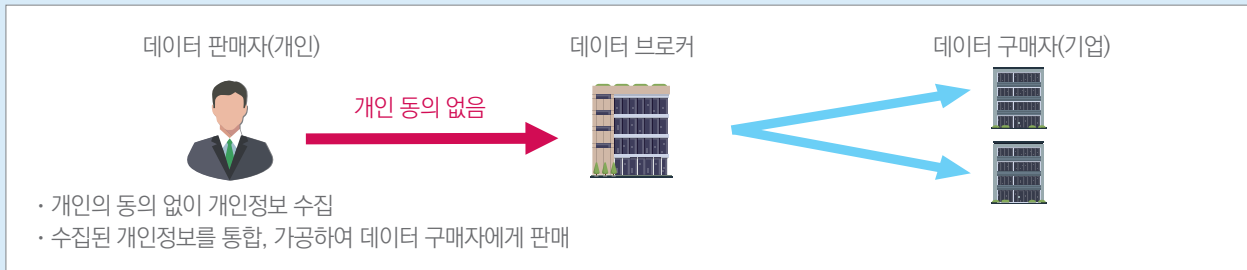 데이터 판매자(개인)
데이터 브로커
데이터 구매자(기업)
개인 동의 없음
· 개인의 동의 없이 개인정보 수집
· 수집된 개인정보를 통합, 가공하여 데이터 구매자에게 판매